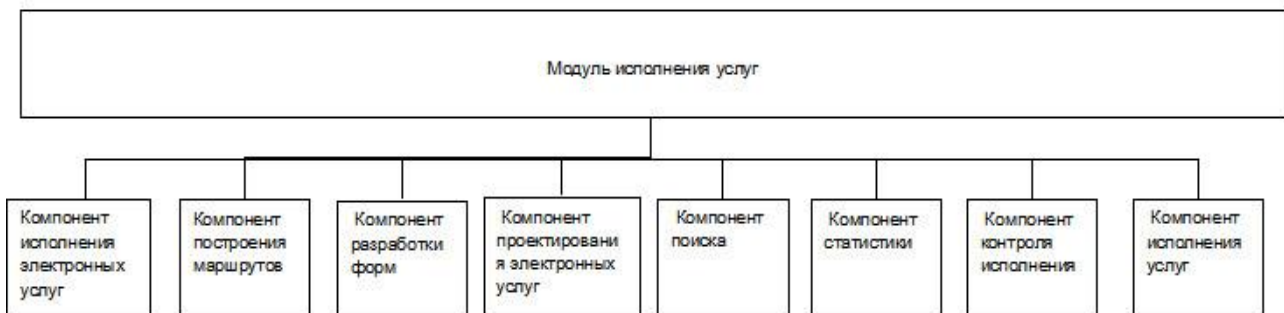 Модуль исполнения услуг
Компонент
исполнения
электронных
услуг
Компонент
построения
маршрутов
Компонент
разработки
форм
Компонент
проектировани
я электронных
услуг
Компонент
поиска
Компонент
статистики
Компонент
контроля
исполнения
Компонент
исполнения
услуг